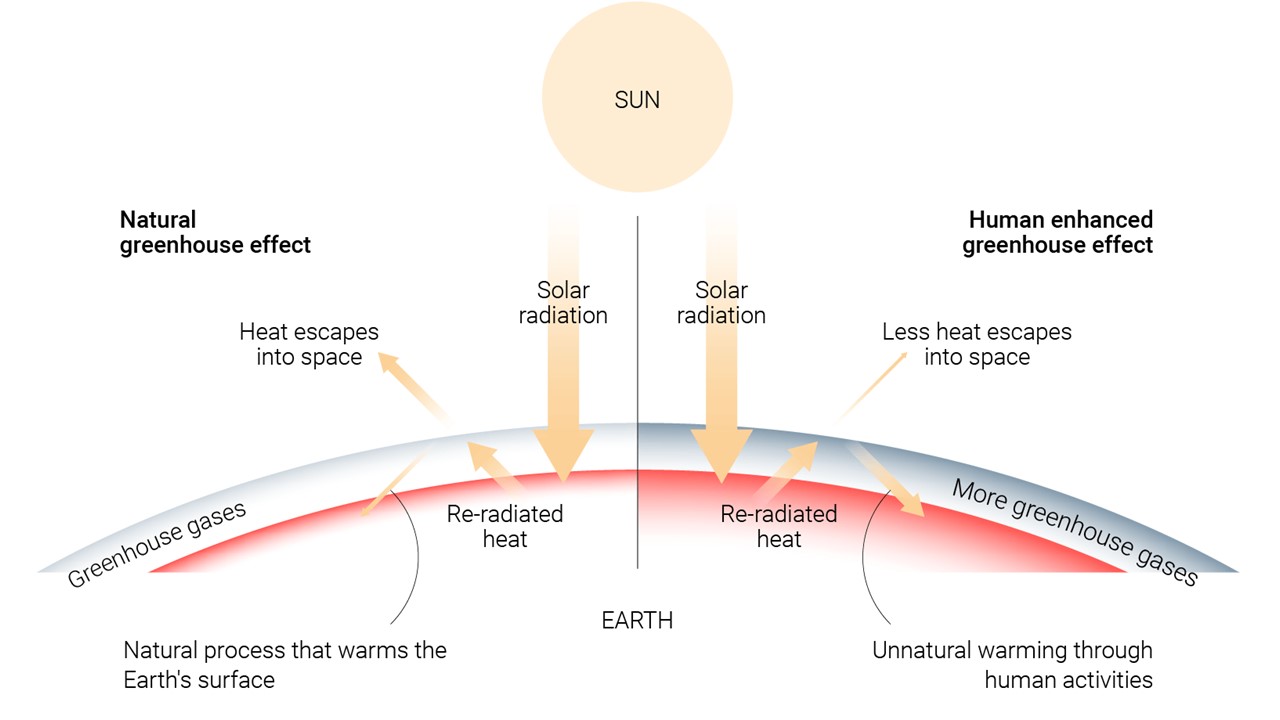 SUN
Natural
greenhouse effect
Human enhanced
greenhouse effect
Solar
radiation
Solar
radiation
Heat escapes
into space
Less heat escapes
into space
Greenhouse gases
Re-radiated
heat
Re-radiated
heat
More greenhouse gases
EARTH
Natural process that warms the
Earth's surface
Unnatural warming through
human activities